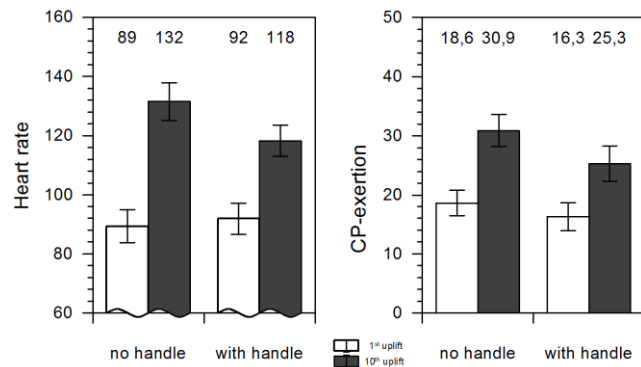 160
140
120
100
80
60
Heart rate
89 132 92 118
no handle with handle
50
40
30
20
10
0
CP-exertion
18,6 30,9 16,3 25,3
no handle with handle
1st uplift
10th uplift